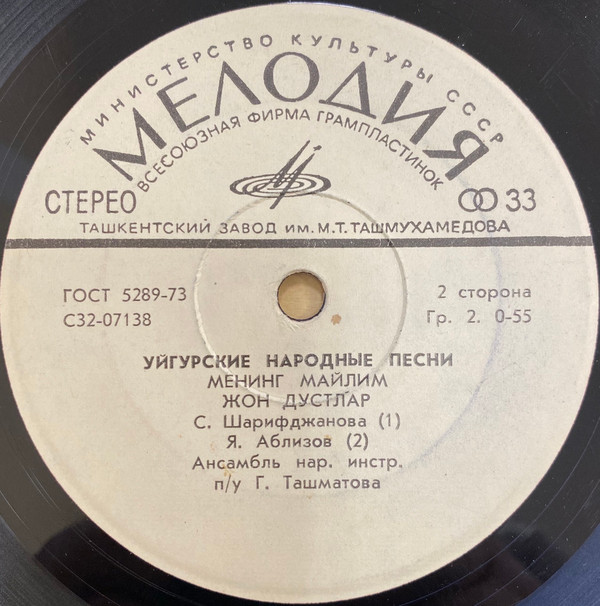 МИНИСТЕРСТВО КУЛЬТУРЫ СССР
МЕЛОДИЯ
ВСЕСОЮЗНАЯ ФИРМА ГРАМПЛАСТИНОК
СТЕРЕО 33
ТАШКЕНТСКИЙ ЗАВОД им. М.Т. ТАШМУХАМЕДОВА
ГОСТ 5289-73 2 сторона
С32-07138 Гр. 2. 0-55
УЙГУРСКИЕ НАРОДНЫЕ ПЕСНИ
МЕНИНГ МАЙЛИМ
ЖОН ДУСТЛАР
С. Шарифджанова (1)
Я. Аблизов (2)
Ансамбль нар. инстр.
п/у Г. Ташматова